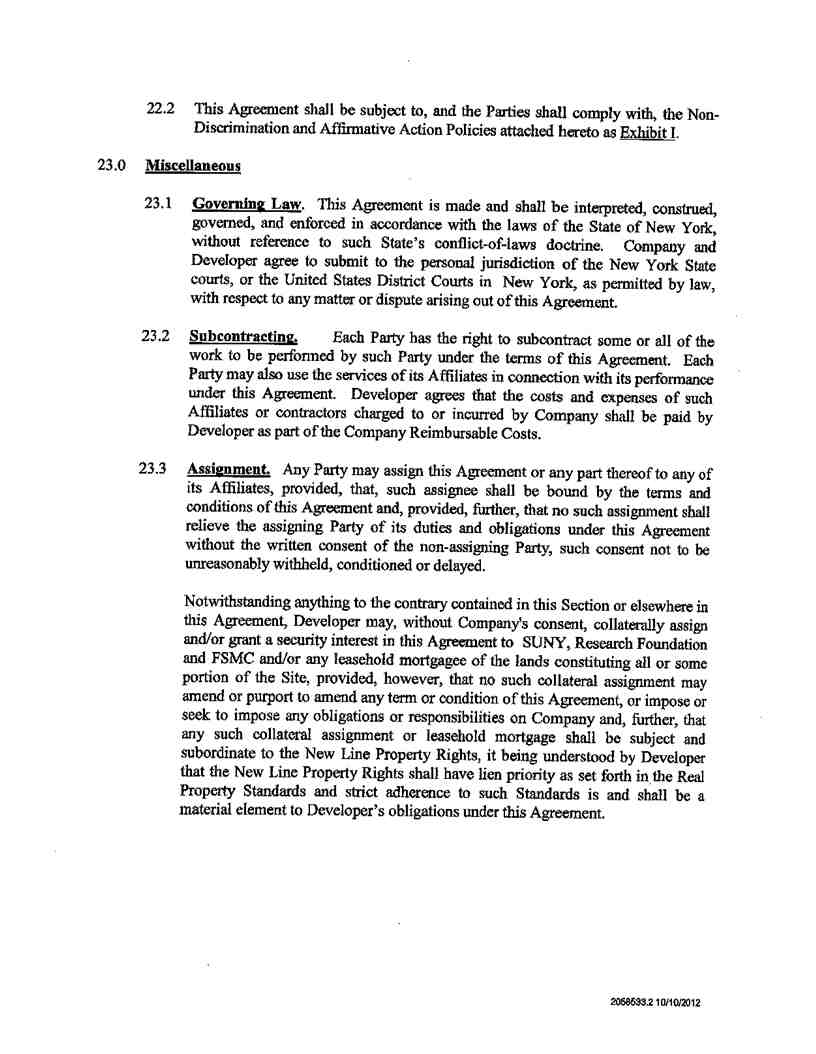 22.2 This Agreement shall be subject to, and the Parties shall comply with, the Non-
Discrimination and Affirmative Action Policies attached hereto as Exhibit I.
23.0 Miscellaneous
23.1 Governing Law. This Agreement is made and shall be interpreted, construed,
governed, and enforced in accordance with the laws of the State of New York,
without reference to such State's conflict-of-laws doctrine. Company and
Developer agree to submit to the personal jurisdiction of the New York State
courts, or the United States District Courts in New York, as permitted by law,
with respect to any matter or dispute arising out of this Agreement.
23.2 Subcontracting. Each Party has the right to subcontract some or all of the
work to be performed by such Party under the terms of this Agreement. Each
Party may also use the services of its Affiliates in connection with its performance
under this Agreement. Developer agrees that the costs and expenses of such
Affiliates or contractors charged to or incurred by Company shall be paid by
Developer as part of the Company Reimbursable Costs.
23.3 Assignment. Any Party may assign this Agreement or any part thereof to any of
its Affiliates, provided, that, such assignee shall be bound by the terms and
conditions of this Agreement and, provided, further, that no such assignment shall
relieve the assigning Party of its duties and obligations under this Agreement
without the written consent of the non-assigning Party, such consent not to be
unreasonably withheld, conditioned or delayed.
Notwithstanding anything to the contrary contained in this Section or elsewhere in
this Agreement, Developer may, without Company's consent, collaterally assign
and/or grant a security interest in this Agreement to SUNY, Research Foundation
and FSMC and/or any leasehold mortgagee of the lands constituting all or some
portion of the Site, provided, however, that no such collateral assignment may
amend or purport to amend any term or condition of this Agreement, or impose or
seek to impose any obligations or responsibilities on Company and, further, that
any such collateral assignment or leasehold mortgage shall be subject and
subordinate to the New Line Property Rights, it being understood by Developer
that the New Line Property Rights shall have lien priority as set forth in the Real
Property Standards and strict adherence to such Standards is and shall be a
material element to Developer's obligations under this Agreement.
2058533.2 10/10/2012